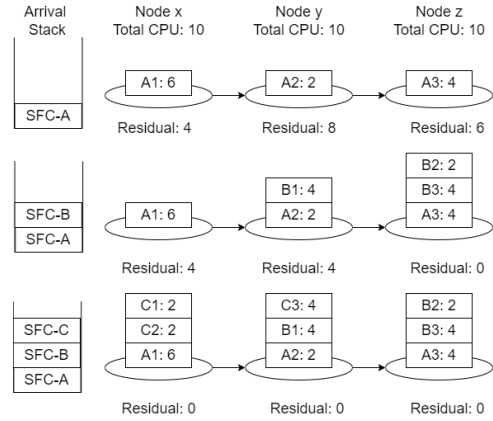 Arrival Stack
Node x
Total CPU: 10
Node y
Total CPU: 10
Node z
Total CPU: 10
SFC-A
A1: 6
Residual: 4
A2: 2
Residual: 8
A3: 4
Residual: 6
SFC-B
SFC-A
A1: 6
Residual: 4
B1: 4
A2: 2
Residual: 4
B2: 2
B3: 4
A3: 4
Residual: 0
SFC-C
SFC-B
SFC-A
C1: 2
C2: 2
A1: 6
Residual: 0
C3: 4
B1: 4
A2: 2
Residual: 0
B2: 2
B3: 4
A3: 4
Residual: 0